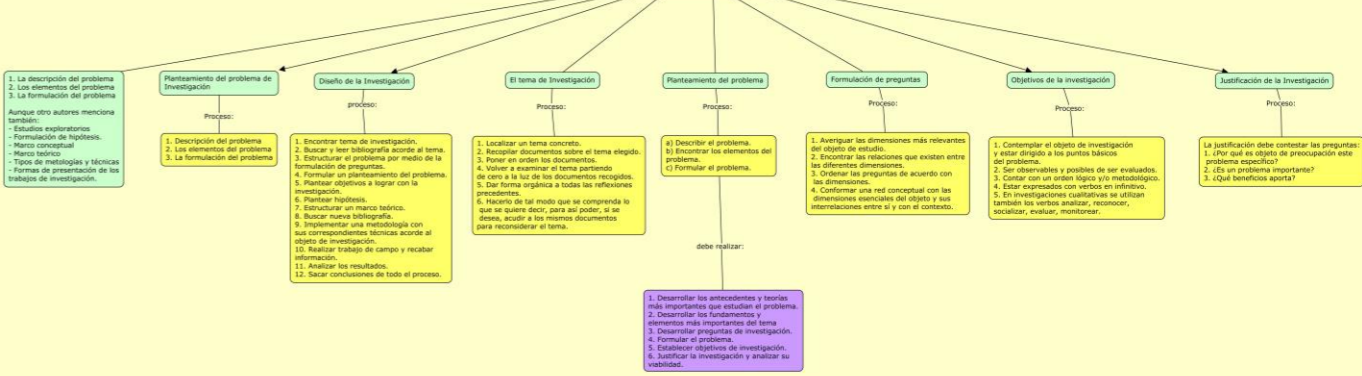 1. La descripción del problema
2. Los elementos del problema
3. La formulación del problema
Aunque otro autores menciona
también:
- Estudios exploratorios
- Formulación de hipótesis.
- Marco conceptual
- Marco teórico
- Tipos de metologías y técnicas
- Formas de presentación de los
trabajos de investigación.
Planteamiento del problema de
Investigación
Proceso:
1. Descripción del problema
2. Los elementos del problema
3. La formulación del problema
Diseño de la Investigación
proceso:
1. Encontrar tema de investigación.
2. Buscar y leer bibliografía acorde al tema.
3. Estructurar el problema por medio de la
formulación de preguntas.
4. Formular un planteamiento del problema.
5. Plantear objetivos a lograr con la
investigación.
6. Plantear hipótesis.
7. Estructurar un marco teórico.
8. Buscar nueva bibliografía.
9. Implementar una metodología con
sus correspondientes técnicas acorde al
objeto de investigación.
10. Realizar trabajo de campo y recabar
información.
11. Analizar los resultados.
12. Sacar conclusiones de todo el proceso.
El tema de Investigación
Proceso:
1. Localizar un tema concreto.
2. Recopilar documentos sobre el tema elegido.
3. Poner en orden los documentos.
4. Volver a examinar el tema partiendo
de cero a la luz de los documentos recogidos.
5. Dar forma orgánica a todas las reflexiones
precedentes.
6. Hacerlo de tal modo que se comprenda lo
que se quiere decir, para así poder, si se
desea, acudir a los mismos documentos
para reconsiderar el tema.
Planteamiento del problema
Proceso:
a) Describir el problema.
b) Encontrar los elementos del
problema.
c) Formular el problema.
debe realizar:
1. Desarrollar los antecedentes y teorías
más importantes que estudian el problema.
2. Desarrollar los fundamentos y
elementos más importantes del tema
3. Desarrollar preguntas de investigación.
4. Formular el problema.
5. Establecer objetivos de investigación.
6. Justificar la investigación y analizar su
viabilidad.
Formulación de preguntas
Proceso:
1. Averiguar las dimensiones más relevantes
del objeto de estudio.
2. Encontrar las relaciones que existen entre
las diferentes dimensiones.
3. Ordenar las preguntas de acuerdo con
las dimensiones.
4. Conformar una red conceptual con las
dimensiones esenciales del objeto y sus
interrelaciones entre sí y con el contexto.
Objetivos de la investigación
Proceso:
1. Contemplar el objeto de investigación
y estar dirigido a los puntos básicos
del problema.
2. Ser observables y posibles de ser evaluados.
3. Contar con un orden lógico y/o metodológico.
4. Estar expresados con verbos en infinitivo.
5. En investigaciones cualitativas se utilizan
también los verbos analizar, reconocer,
socializar, evaluar, monitorear.
Justificación de la Investigación
Proceso:
La justificación debe contestar las preguntas:
1. ¿Por qué es objeto de preocupación este
problema específico?
2. ¿Es un problema importante?
3. ¿Qué beneficios aporta?